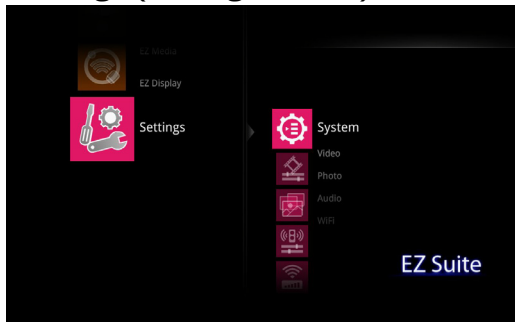 EZ Media
EZ Display
Settings
System
Video
Photo
Audio
WiFi
EZ Suite